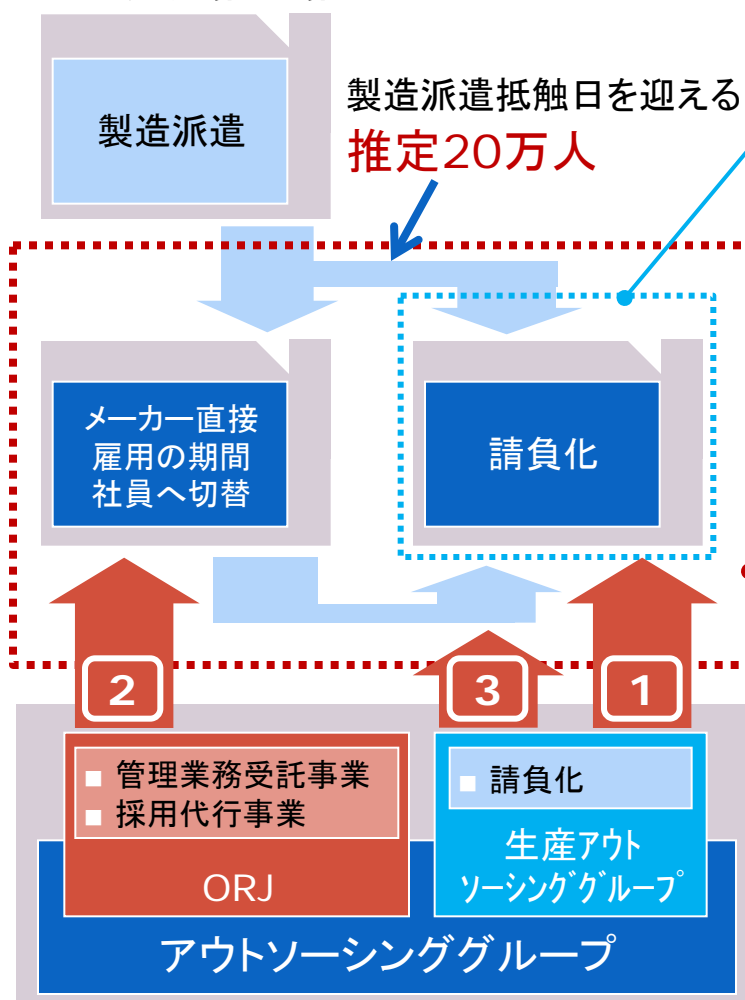 製造派遣
製造派遣抵触日を迎える
推定20万人
メーカー直接
雇用の期間
社員へ切替
請負化
2
3
1
■ 管理業務受託事業
■ 採用代行事業
ORJ
■ 請負化
生産アウト
ソーシンググループ
アウトソーシンググループ